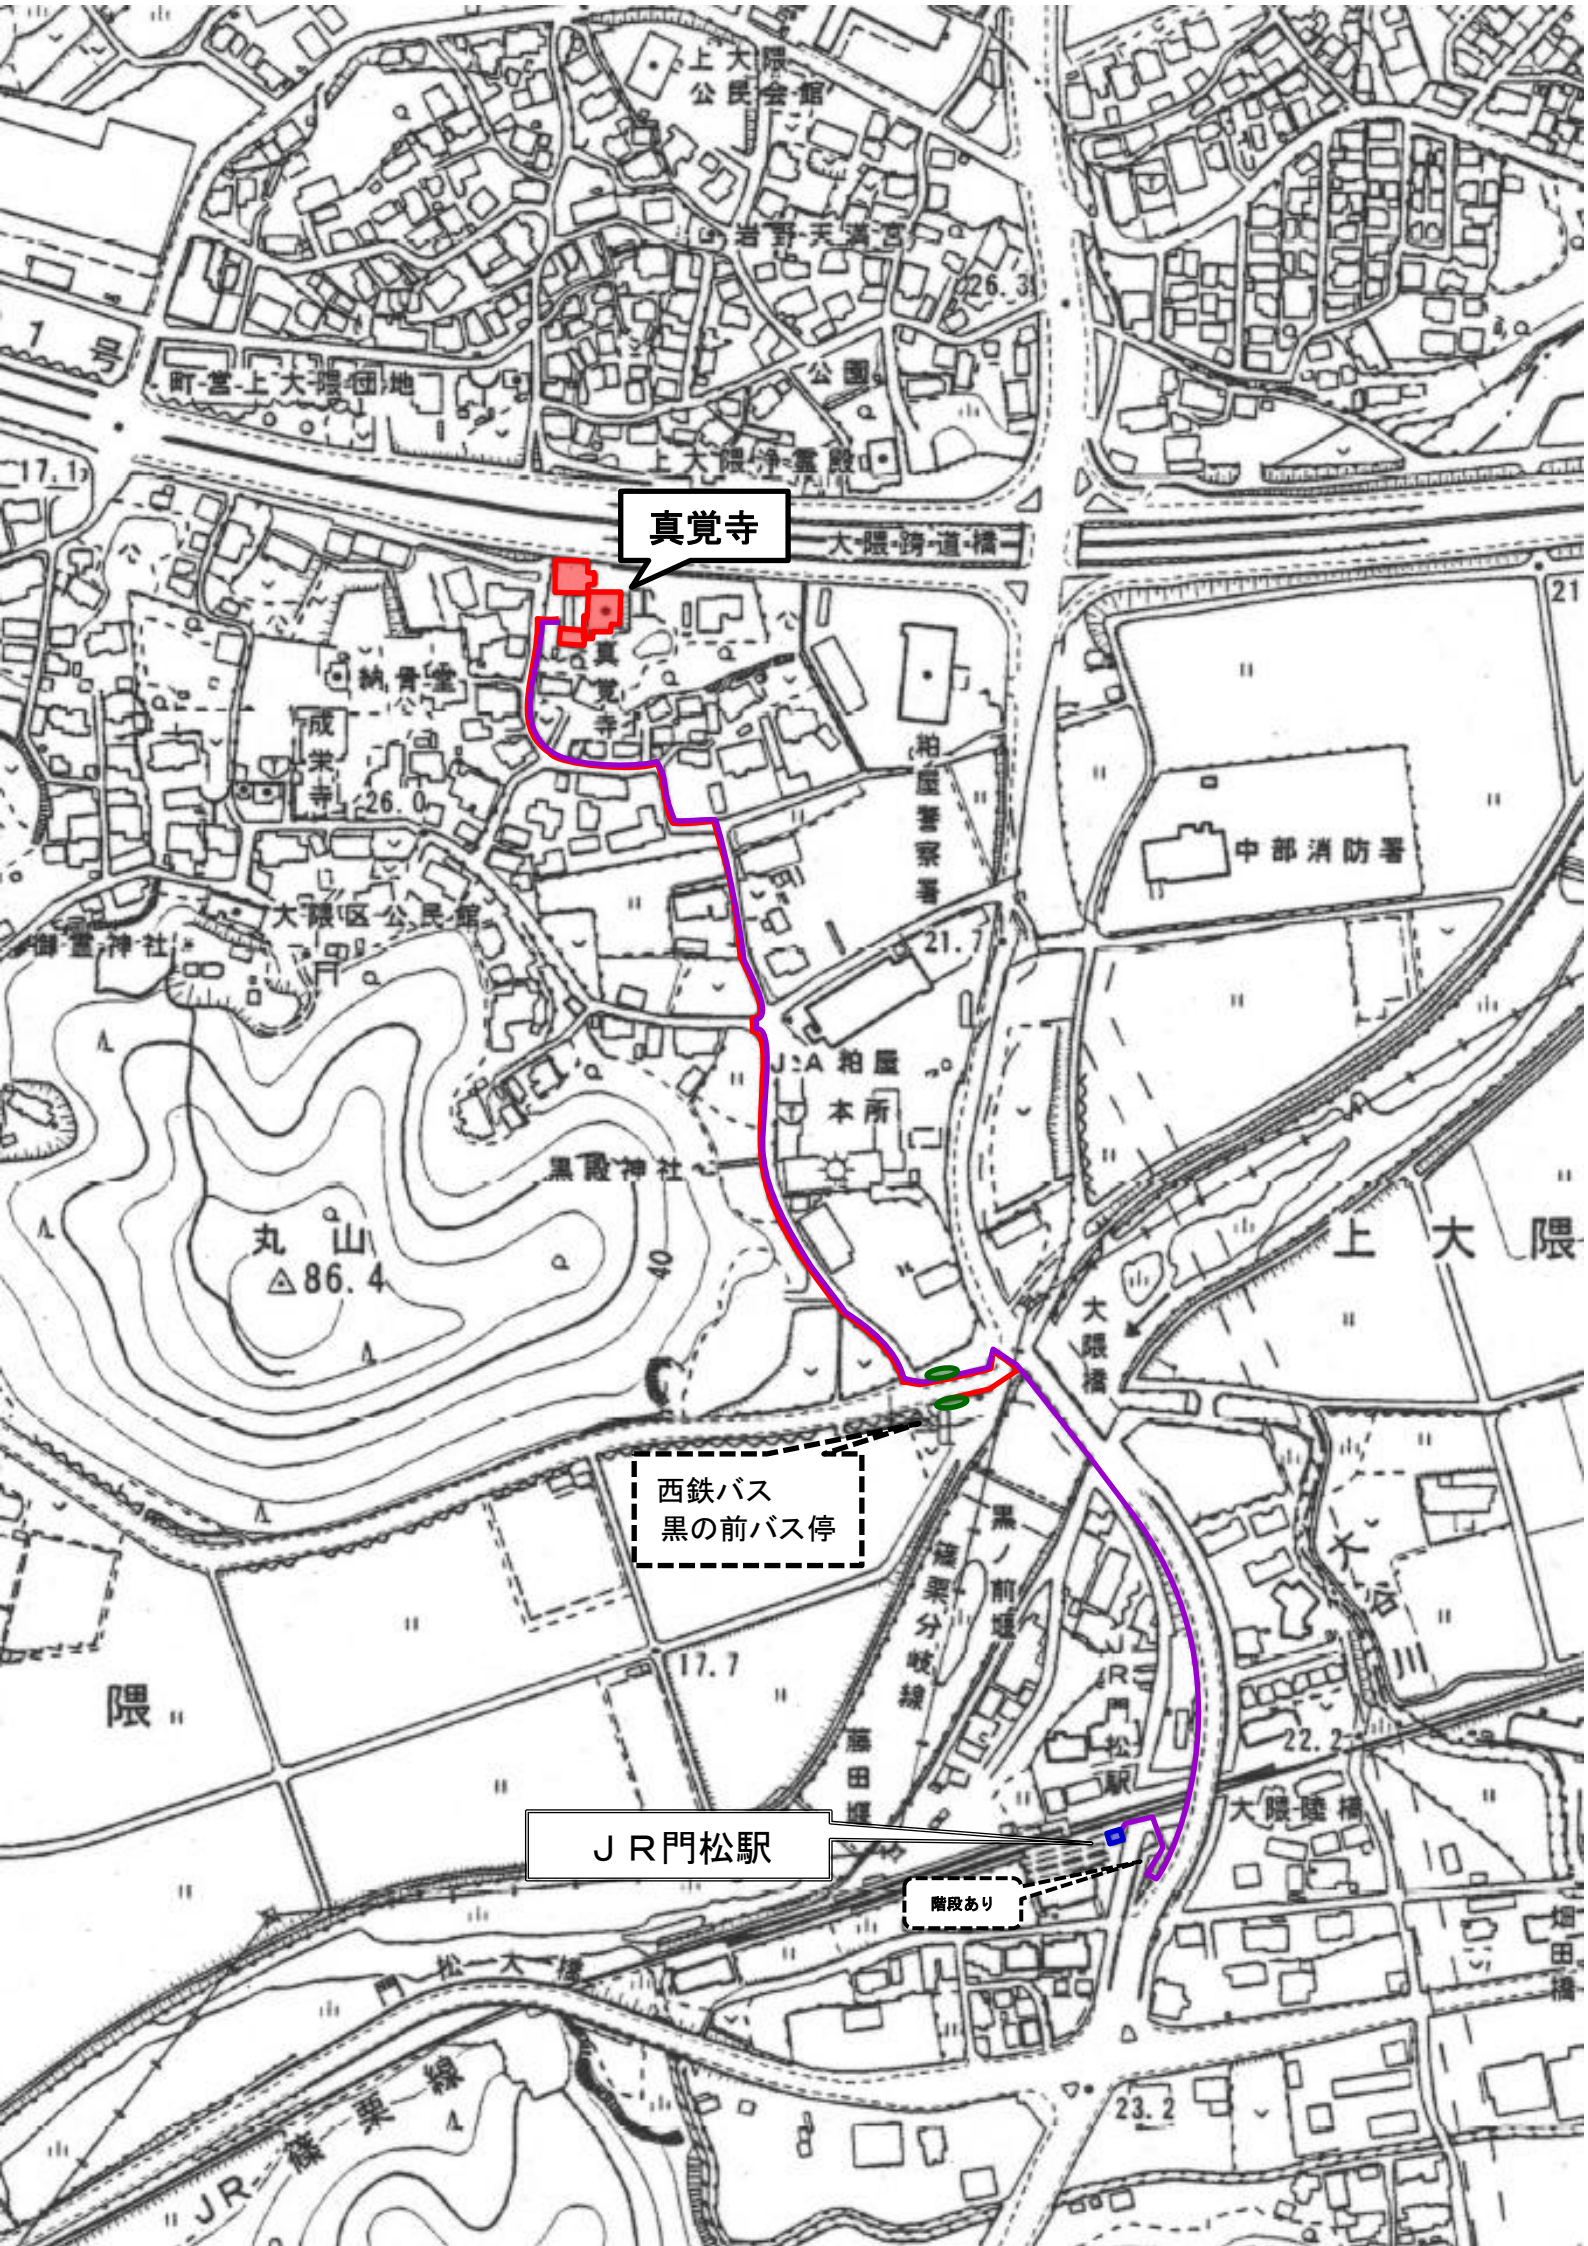 上大隈
公民会館
岩野天満宮
26.3
7号
町営上大隈団地
公園
上大隈浄霊殿
17.1
真覚寺
大隈跨道橋
21
真覚寺
納骨堂
成栄寺
26.0
粕屋警察署
中部消防署
大隈区公民館
御霊神社
21.7
JA粕屋
本所
黒殿神社
丸山
86.4
40
上大隈
大隈橋
西鉄バス
黒の前バス停
黒ノ前堰
篠栗分岐線
大谷川
17.7
隈
JR門松駅
藤田堰
22.2
大隈陸橋
JR門松駅
階段あり
門松大橋
畑田橋
JR篠栗線
23.2